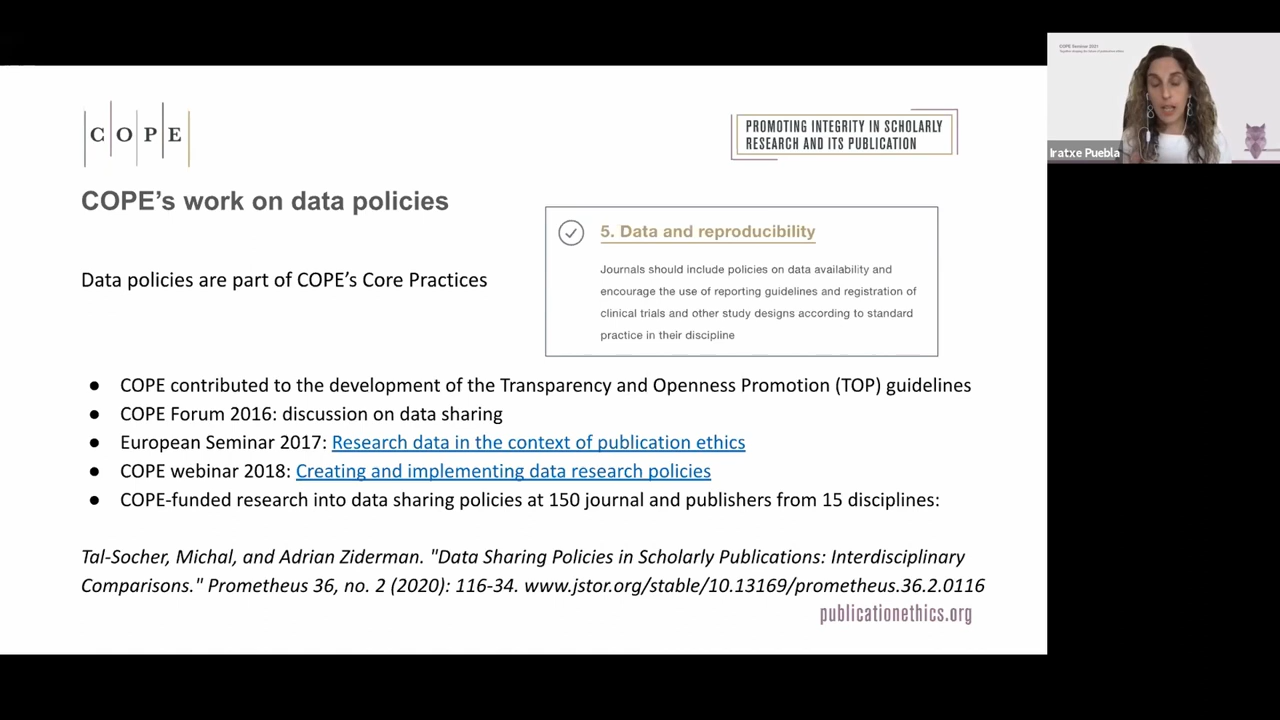 COPE
PROMOTING INTEGRITY IN SCHOLARLY
RESEARCH AND ITS PUBLICATION
COPE Seminar 2021
Iratxe Puebla
COPE's work on data policies
5. Data and reproducibility
Journals should include policies on data availability and
encourage the use of reporting guidelines and registration of
clinical trials and other study designs according to standard
practice in their discipline
Data policies are part of COPE's Core Practices
● COPE contributed to the development of the Transparency and Openness Promotion (TOP) guidelines
● COPE Forum 2016: discussion on data sharing
● European Seminar 2017: Research data in the context of publication ethics
● COPE webinar 2018: Creating and implementing data research policies
● COPE-funded research into data sharing policies at 150 journal and publishers from 15 disciplines:
Tal-Socher, Michal, and Adrian Ziderman. "Data Sharing Policies in Scholarly Publications: Interdisciplinary
Comparisons." Prometheus 36, no. 2 (2020): 116-34. www.jstor.org/stable/10.13169/prometheus.36.2.0116
publicationethics.org